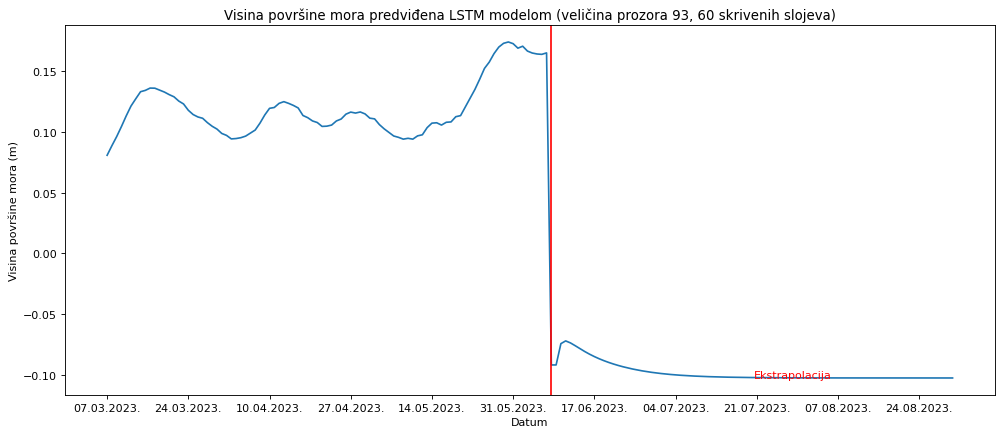 Visina površine mora predviđena LSTM modelom (veličina prozora 93, 60 skrivenih slojeva)
Visina površine mora (m)
0.15
0.10
0.05
0.00
−0.05
−0.10
Ekstrapolacija
07.03.2023. 24.03.2023. 10.04.2023. 27.04.2023. 14.05.2023. 31.05.2023. 17.06.2023. 04.07.2023. 21.07.2023. 07.08.2023. 24.08.2023.
Datum